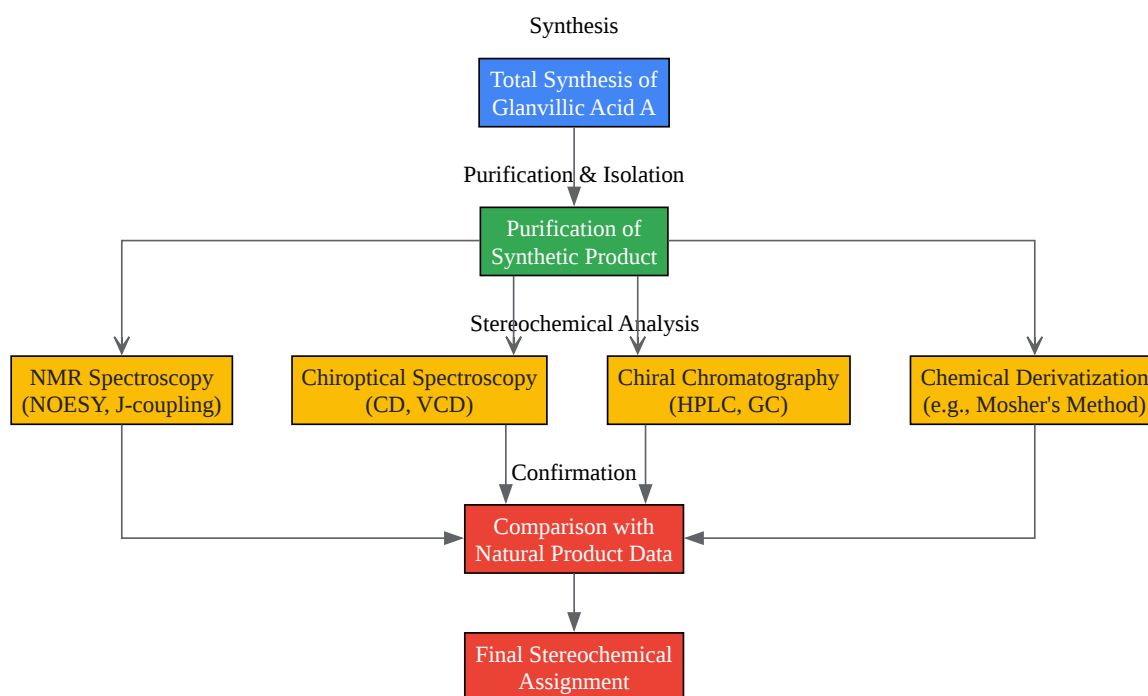 Synthesis
Total Synthesis of
Glanvillic Acid A
Purification & Isolation
Purification of
Synthetic Product
Stereochemical Analysis
NMR Spectroscopy
(NOESY, J-coupling)
Chiroptical Spectroscopy
(CD, VCD)
Chiral Chromatography
(HPLC, GC)
Chemical Derivatization
(e.g., Mosher's Method)
Confirmation
Comparison with
Natural Product Data
Final Stereochemical
Assignment